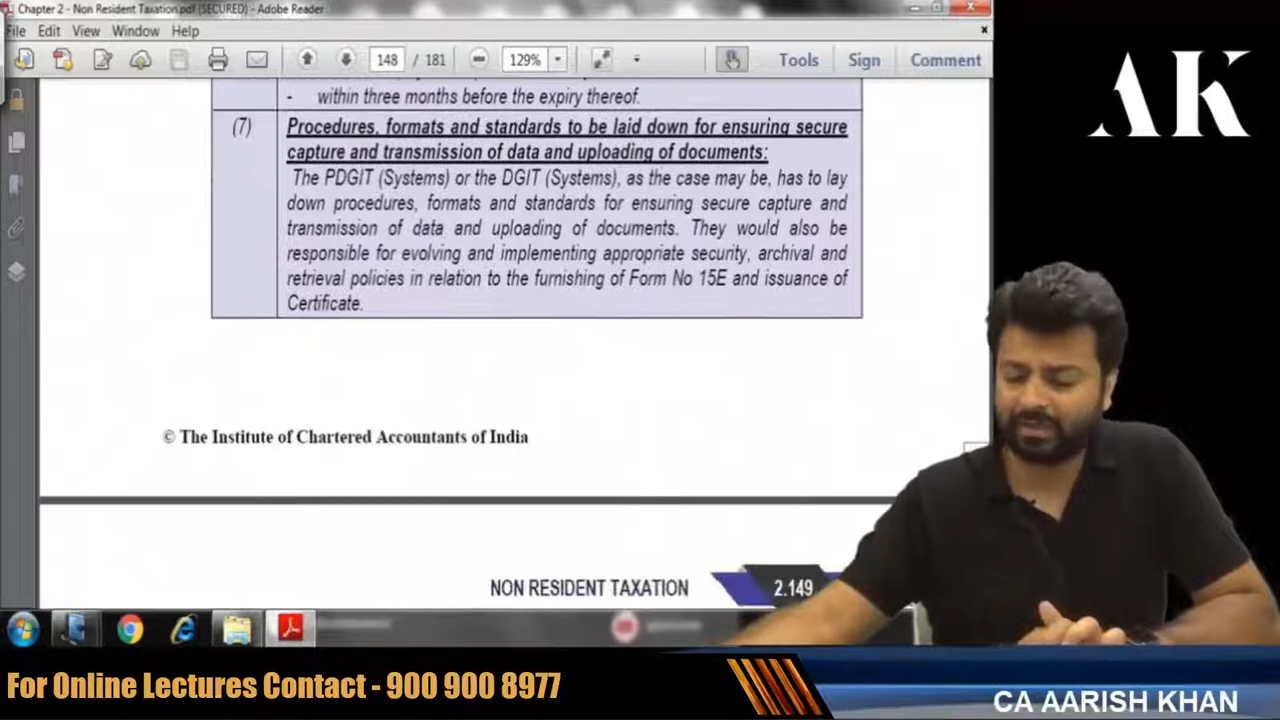 Chapter 2 - Non Resident Taxation.pdf (SECURED) - Adobe Reader
File Edit View Window Help
148 / 181 129% Tools Sign Comment
AK
- within three months before the expiry thereof.
(7) Procedures, formats and standards to be laid down for ensuring secure
capture and transmission of data and uploading of documents:
The PDGIT (Systems) or the DGIT (Systems), as the case may be, has to lay
down procedures, formats and standards for ensuring secure capture and
transmission of data and uploading of documents. They would also be
responsible for evolving and implementing appropriate security, archival and
retrieval policies in relation to the furnishing of Form No 15E and issuance of
Certificate.
© The Institute of Chartered Accountants of India
NON RESIDENT TAXATION 2.149
For Online Lectures Contact - 900 900 8977
CA AARISH KHAN